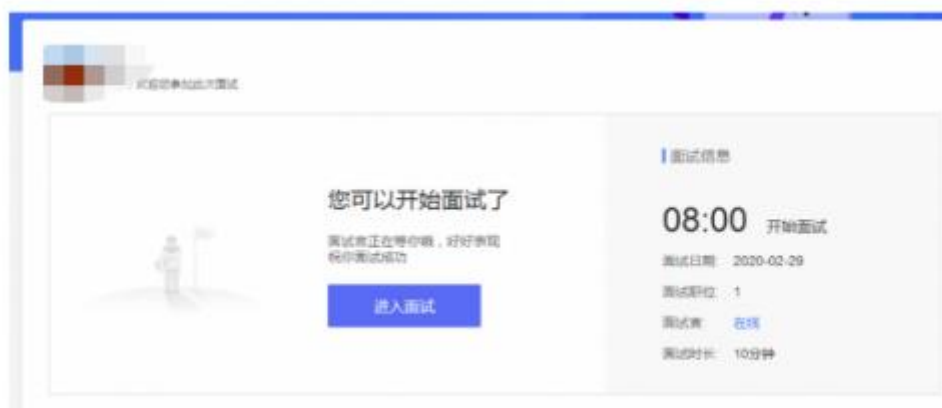 欢迎您参加此次面试
您可以开始面试了
面试官正在等你哦，好好表现
祝你面试成功
进入面试
面试信息
08:00 开始面试
面试日期 2020-02-29
面试职位 1
面试官 在线
面试时长 10分钟